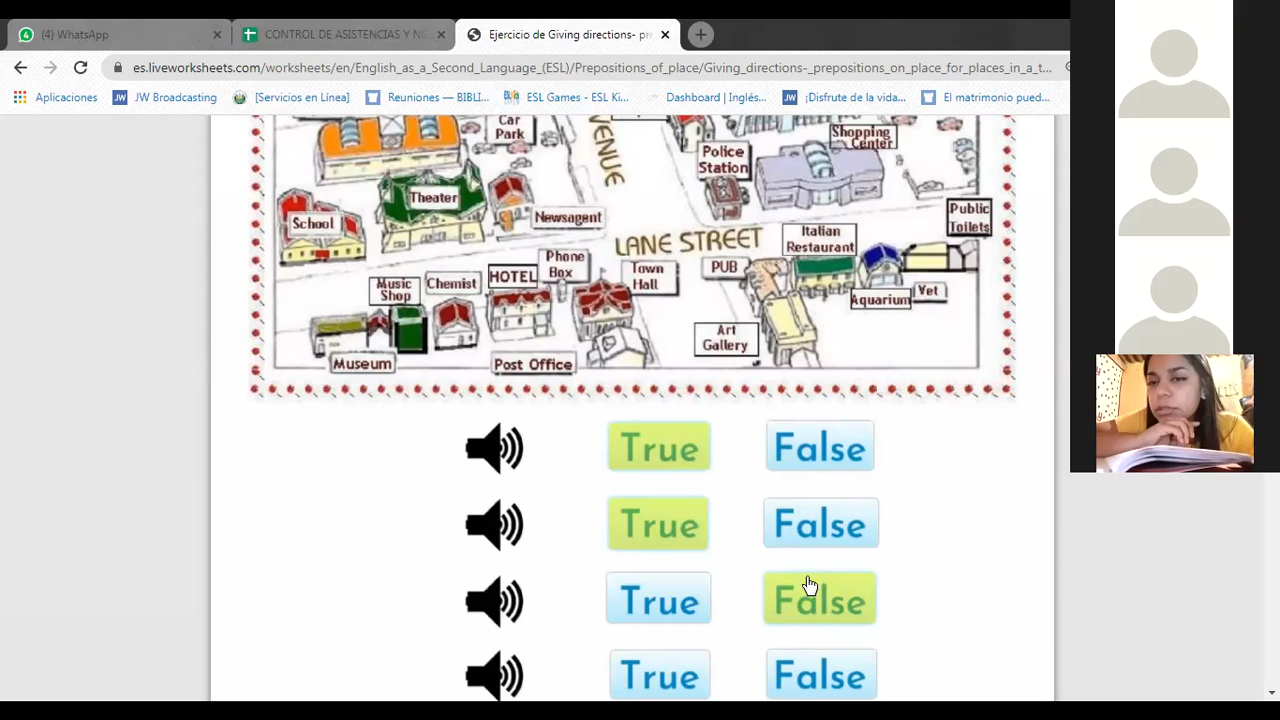 (4) WhatsApp
CONTROL DE ASISTENCIAS Y NO
Ejercicio de Giving directions- pre
es.liveworksheets.com/worksheets/en/English_as_a_Second_Language_(ESL)/Prepositions_of_place/Giving_directions-_prepositions_on_place_for_places_in_a_t...
Aplicaciones
JW Broadcasting
[Servicios en Línea]
Reuniones — BIBLI...
ESL Games - ESL Ki...
Dashboard | Inglés...
¡Disfrute de la vida...
El matrimonio pued...
Car
Park
VENUE
Police
Station
Shopping
Center
School
Theater
Newsagent
LANE STREET
Italian
Restaurant
Public
Toilets
Music
Shop
Chemist
HOTEL
Phone
Box
Town
Hall
PUB
Aquarium
Vet
Museum
Post Office
Art
Gallery
True False
True False
True False
True False